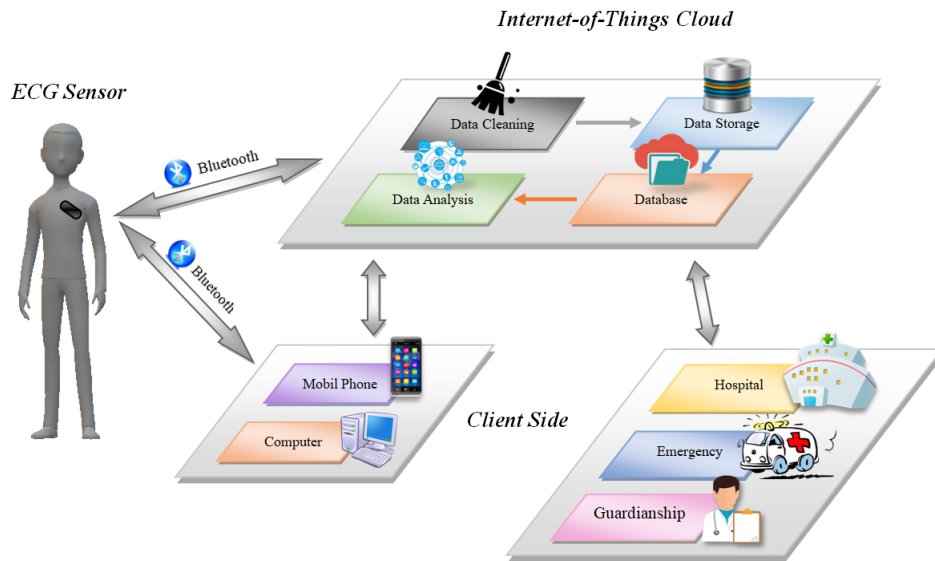 Internet-of-Things Cloud
ECG Sensor
Data Cleaning
Data Storage
Bluetooth
Data Analysis
Database
Bluetooth
Mobil Phone
Hospital
Client Side
Computer
Emergency
Guardianship